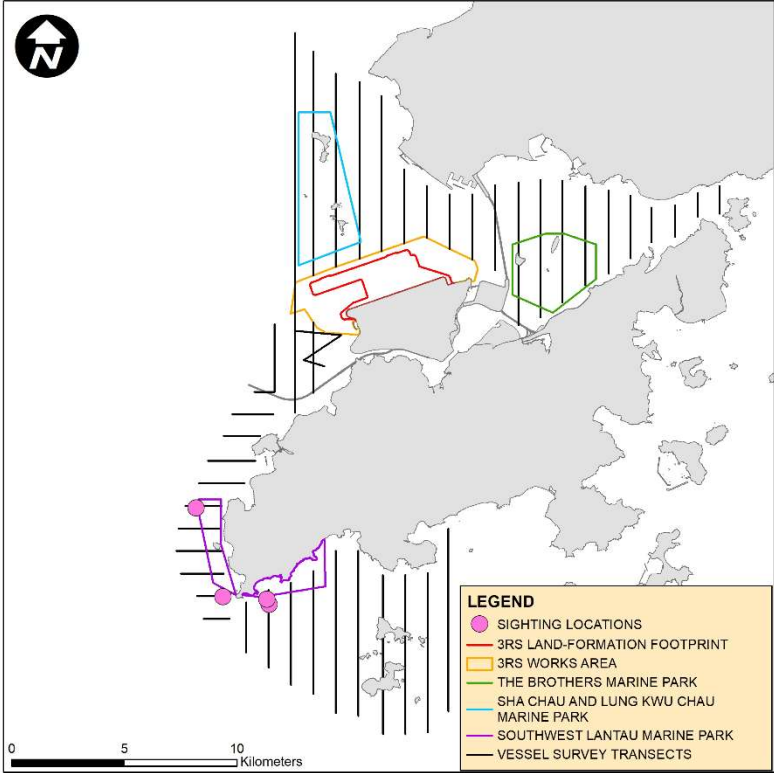 N
LEGEND
SIGHTING LOCATIONS
3RS LAND-FORMATION FOOTPRINT
3RS WORKS AREA
THE BROTHERS MARINE PARK
SHA CHAU AND LUNG KWU CHAU
MARINE PARK
SOUTHWEST LANTAU MARINE PARK
VESSEL SURVEY TRANSECTS
0 5 10
Kilometers